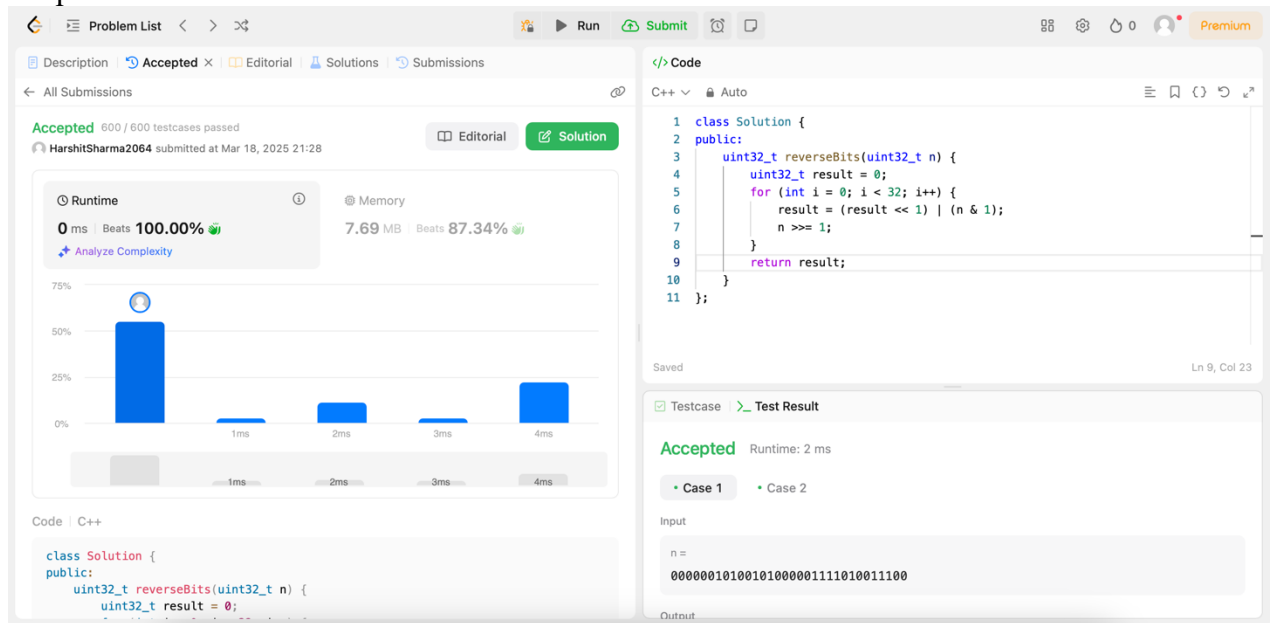 Problem List
Run
Submit
0
Premium
Description
Accepted
Editorial
Solutions
Submissions
All Submissions
Accepted 600 / 600 testcases passed
HarshitSharma2064 submitted at Mar 18, 2025 21:28
Editorial
Solution
Runtime
0 ms Beats 100.00%
Analyze Complexity
Memory
7.69 MB Beats 87.34%
75%
50%
25%
0%
1ms 2ms 3ms 4ms
1ms 2ms 3ms 4ms
Code C++
class Solution {
public:
uint32_t reverseBits(uint32_t n) {
uint32_t result = 0;
</> Code
C++ Auto
1 class Solution {
2 public:
3 uint32_t reverseBits(uint32_t n) {
4 uint32_t result = 0;
5 for (int i = 0; i < 32; i++) {
6 result = (result << 1) | (n & 1);
7 n >>= 1;
8 }
9 return result;
10 }
11 };
Saved
Ln 9, Col 23
Testcase
>_ Test Result
Accepted Runtime: 2 ms
• Case 1 • Case 2
Input
n =
00000010100101000001111010011100
Output